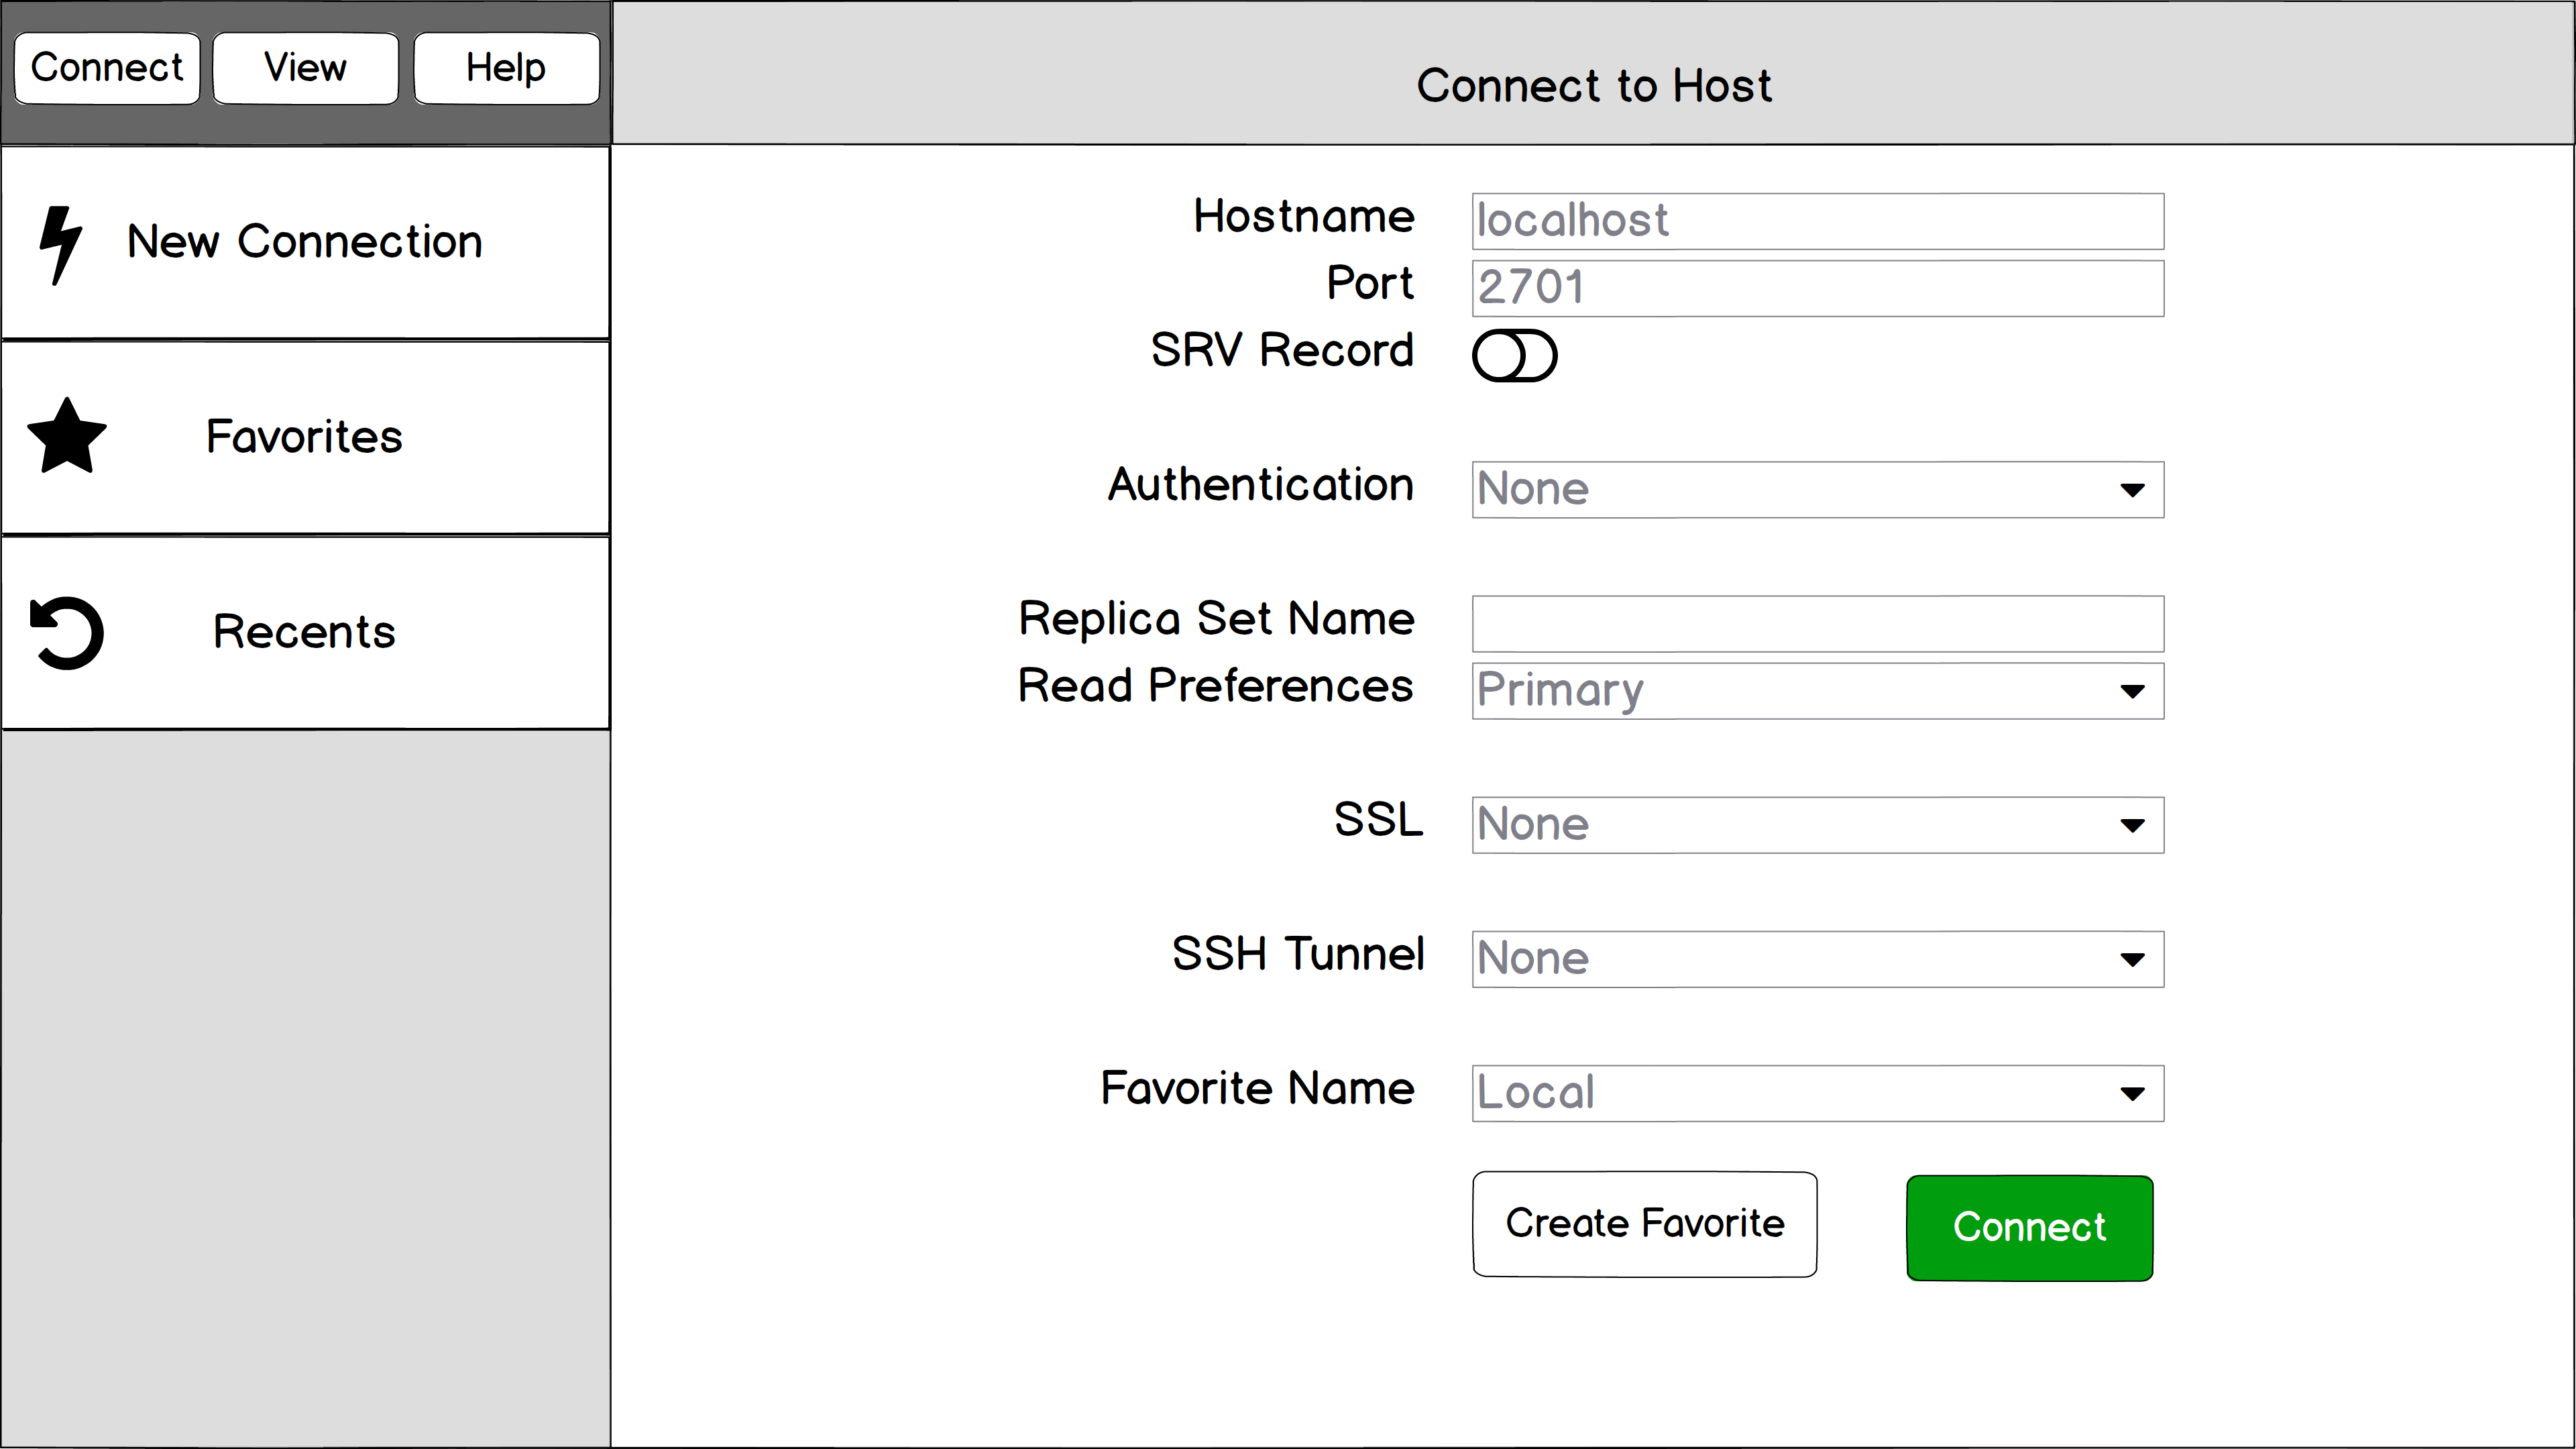 Connect View Help
Connect to Host
New Connection
Favorites
Recents
Hostname localhost
Port 2701
SRV Record
Authentication None
Replica Set Name
Read Preferences Primary
SSL None
SSH Tunnel None
Favorite Name Local
Create Favorite Connect